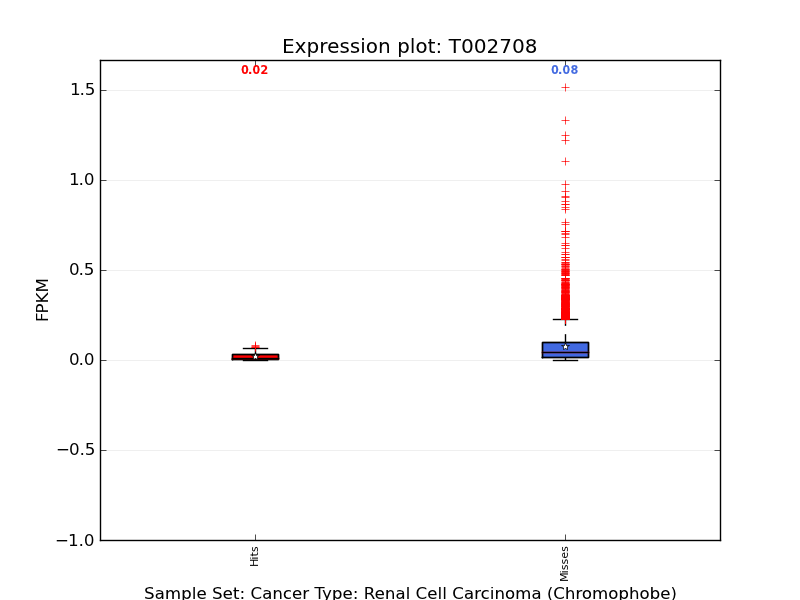 Expression plot: T002708
0.02
0.08
1.5
1.0
0.5
0.0
−0.5
−1.0
FPKM
Hits
Misses
Sample Set: Cancer Type: Renal Cell Carcinoma (Chromophobe)